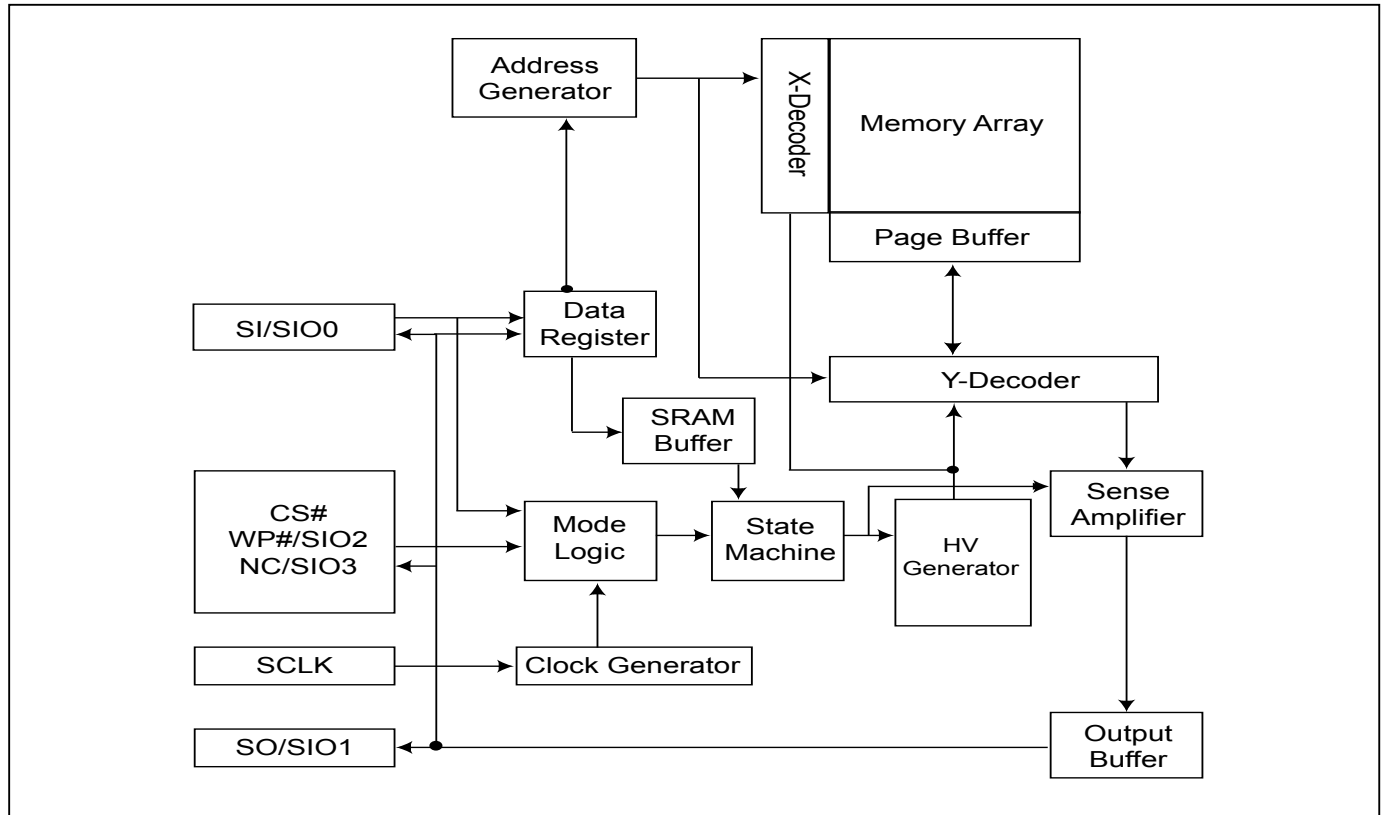 Address
Generator
X-Decoder
Memory Array
Page Buffer
SI/SIO0
Data
Register
Y-Decoder
SRAM
Buffer
CS#
WP#/SIO2
NC/SIO3
Mode
Logic
State
Machine
HV
Generator
Sense
Amplifier
SCLK
Clock Generator
SO/SIO1
Output
Buffer